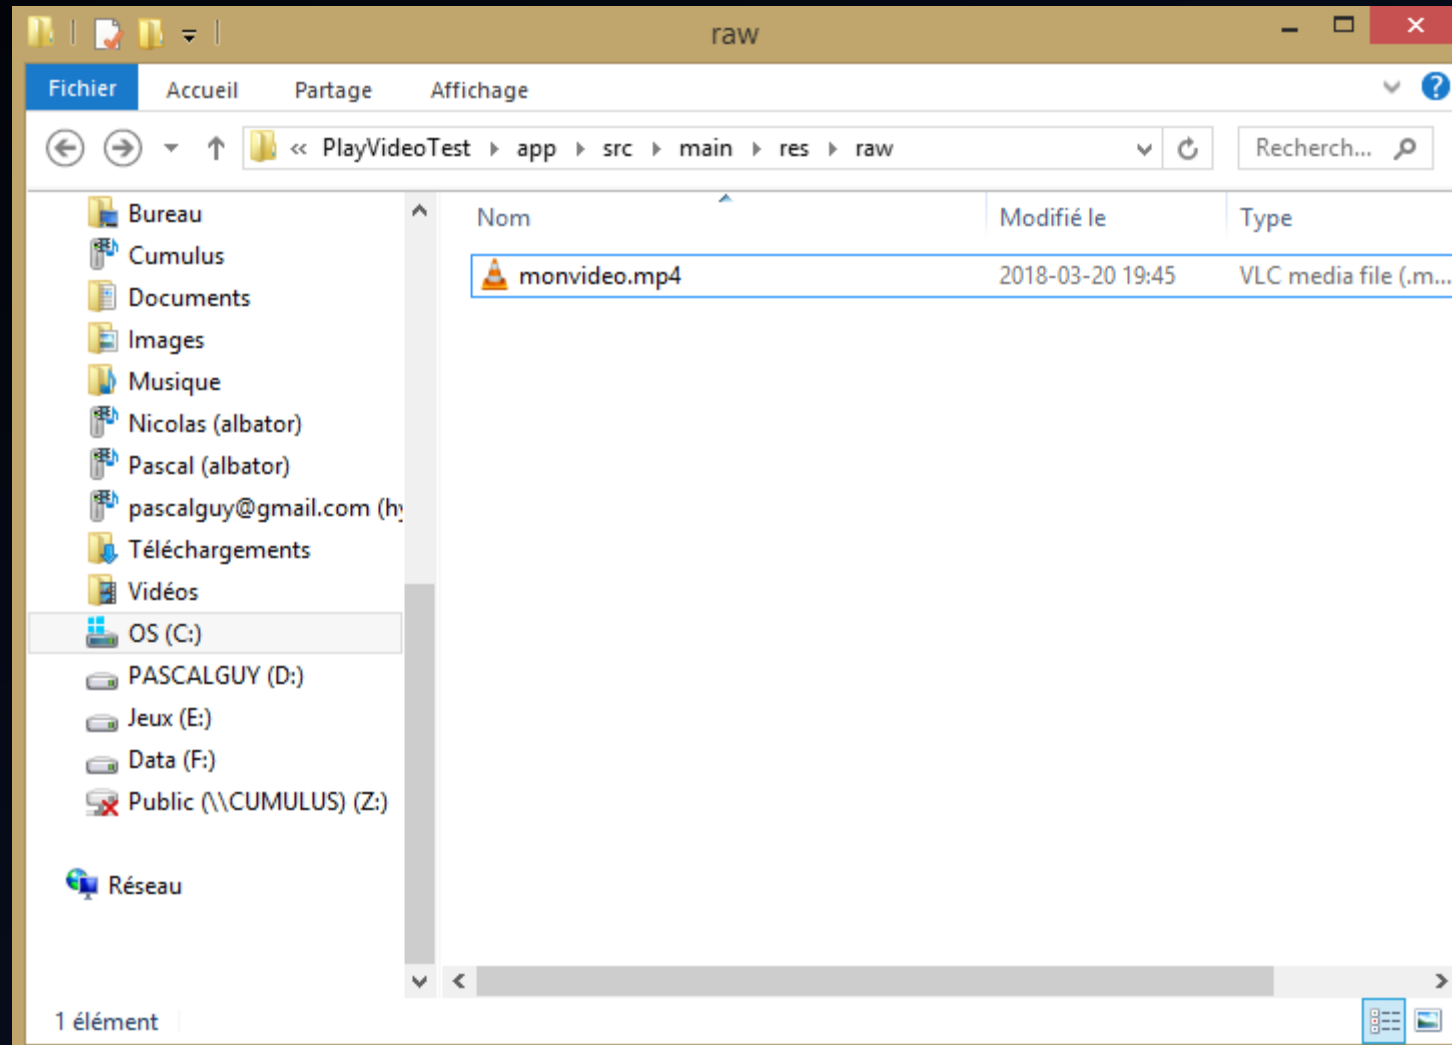 raw
Fichier Accueil Partage Affichage
« PlayVideoTest app src main res raw Recherch...
Nom Modifié le Type
monvideo.mp4 2018-03-20 19:45 VLC media file (.m...
Bureau
Cumulus
Documents
Images
Musique
Nicolas (albator)
Pascal (albator)
pascalguy@gmail.com (hy
Téléchargements
Vidéos
OS (C:)
PASCALGUY (D:)
Jeux (E:)
Data (F:)
Public (\\CUMULUS) (Z:)
Réseau
1 élément